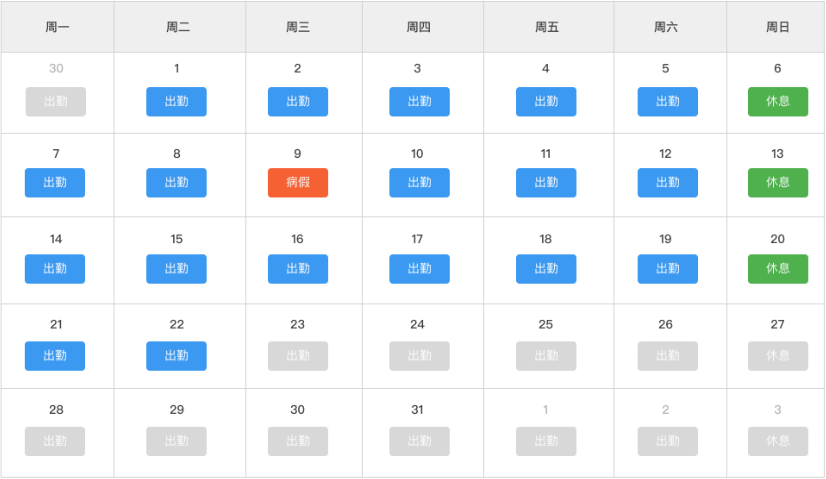 周一 周二 周三 周四 周五 周六 周日
30 1 2 3 4 5 6
出勤 出勤 出勤 出勤 出勤 出勤 休息
7 8 9 10 11 12 13
出勤 出勤 病假 出勤 出勤 出勤 休息
14 15 16 17 18 19 20
出勤 出勤 出勤 出勤 出勤 出勤 休息
21 22 23 24 25 26 27
出勤 出勤 出勤 出勤 出勤 出勤 休息
28 29 30 31 1 2 3
出勤 出勤 出勤 出勤 出勤 出勤 休息